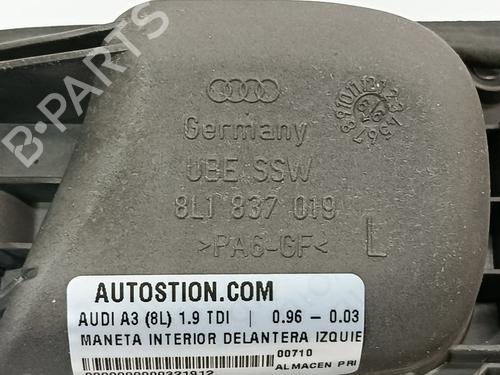 B-PARTS
Germany
UBE SSW
8L1 837 019
>PA6-GF<
L
AUTOSTION.COM
AUDI A3 (8L) 1.9 TDI | 0.96 - 0.03
MANETA INTERIOR DELANTERA IZQUIE
00710
ALMACEN PRI